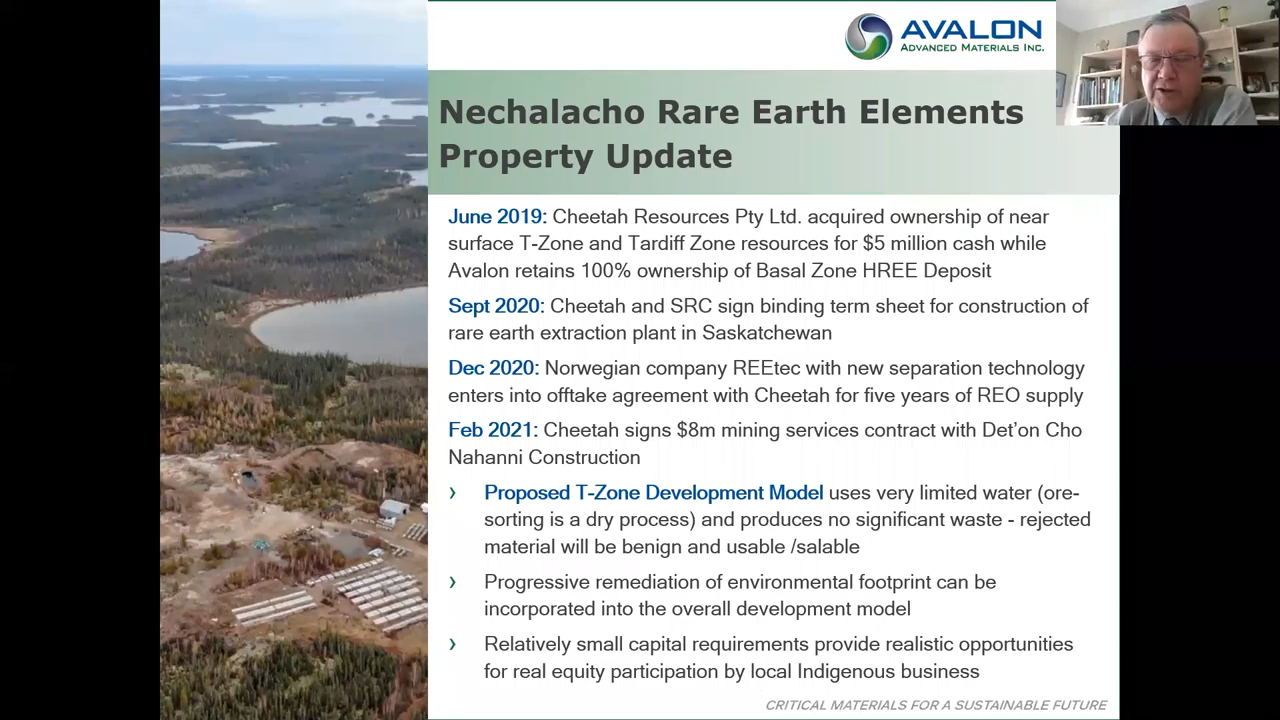 AVALON
ADVANCED MATERIALS INC.
Nechalacho Rare Earth Elements
Property Update
June 2019: Cheetah Resources Pty Ltd. acquired ownership of near
surface T-Zone and Tardiff Zone resources for $5 million cash while
Avalon retains 100% ownership of Basal Zone HREE Deposit
Sept 2020: Cheetah and SRC sign binding term sheet for construction of
rare earth extraction plant in Saskatchewan
Dec 2020: Norwegian company REEtec with new separation technology
enters into offtake agreement with Cheetah for five years of REO supply
Feb 2021: Cheetah signs $8m mining services contract with Det’on Cho
Nahanni Construction
› Proposed T-Zone Development Model uses very limited water (ore-
sorting is a dry process) and produces no significant waste - rejected
material will be benign and usable /salable
› Progressive remediation of environmental footprint can be
incorporated into the overall development model
› Relatively small capital requirements provide realistic opportunities
for real equity participation by local Indigenous business
CRITICAL MATERIALS FOR A SUSTAINABLE FUTURE